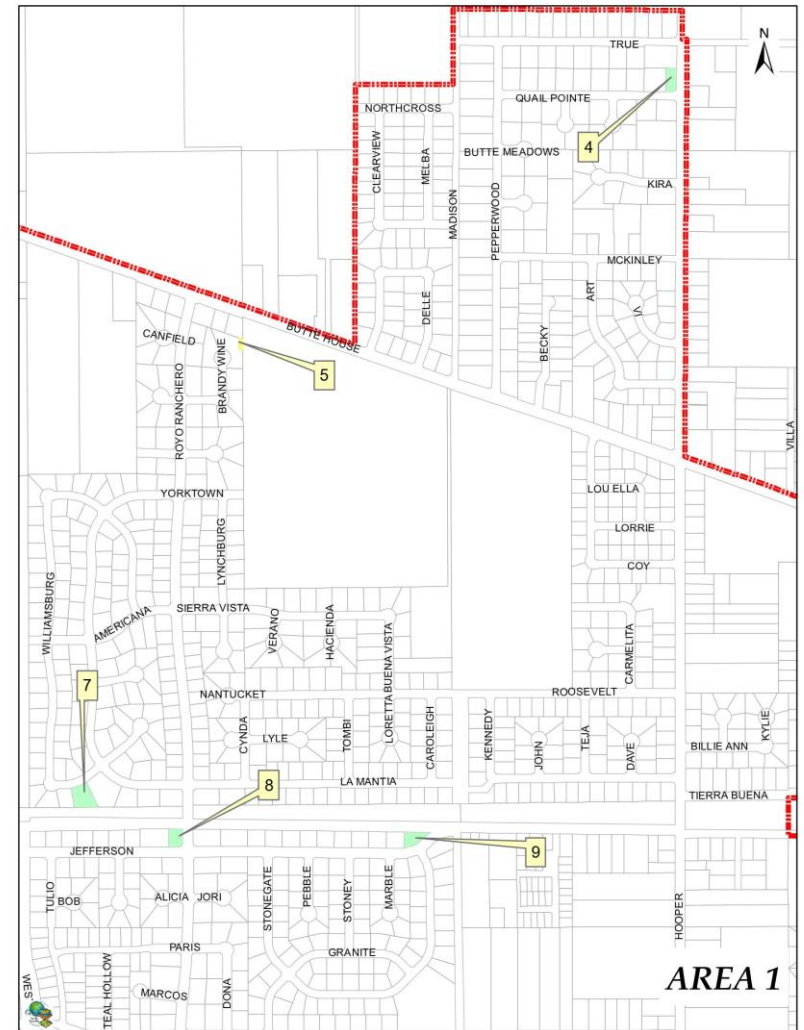 N
TRUE
QUAIL POINTE
NORTHCROSS
4
CLEARVIEW
MELBA
BUTTE MEADOWS
KIRA
MADISON
PEPPERWOOD
MCKINLEY
ART
VI
DELLE
BECKY
BUTTE HOUSE
CANFIELD
BRANDY WINE
5
ROYO RANCHERO
VILLA
YORKTOWN
LOU ELLA
LORRIE
COY
LYNCHBURG
WILLIAMSBURG
AMERICANA
SIERRA VISTA
VERANO
HACIENDA
LORETTA BUENA VISTA
CARMELITA
7
NANTUCKET
ROOSEVELT
CYNDA
LYLE
TOMBI
CAROLEIGH
KENNEDY
JOHN
TEJA
DAVE
BILLIE ANN
KYLIE
8
LA MANTIA
TIERRA BUENA
9
JEFFERSON
TULIO
BOB
ALICIA
JORI
STONEGATE
PEBBLE
STONEY
MARBLE
HOOPER
PARIS
GRANITE
WES
TEAL HOLLOW
MARCOS
DONA
AREA 1